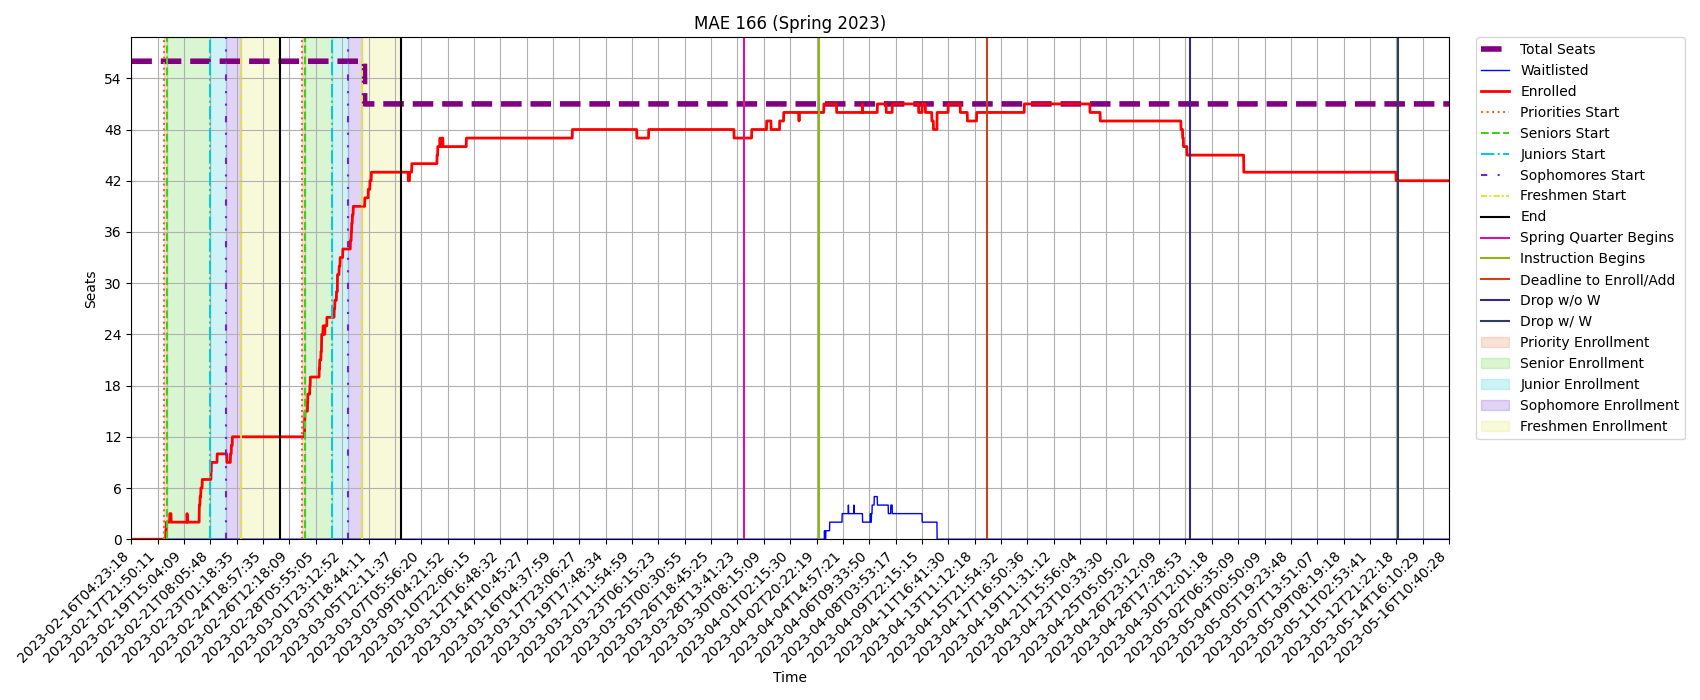 MAE 166 (Spring 2023)
Seats
54
48
42
36
30
24
18
12
6
0
2023-02-16T04:23:18
2023-02-17T21:50:11
2023-02-19T15:04:09
2023-02-21T08:05:48
2023-02-23T01:18:35
2023-02-24T18:57:35
2023-02-26T12:18:09
2023-02-28T05:55:05
2023-03-01T23:12:52
2023-03-03T18:44:11
2023-03-05T12:11:37
2023-03-07T05:56:20
2023-03-09T04:21:52
2023-03-10T22:06:15
2023-03-12T16:48:32
2023-03-14T10:45:27
2023-03-16T04:37:59
2023-03-17T23:06:27
2023-03-19T17:48:34
2023-03-21T11:54:59
2023-03-23T06:15:23
2023-03-25T00:30:55
2023-03-26T18:45:25
2023-03-28T13:41:23
2023-03-30T08:15:09
2023-04-01T02:15:30
2023-04-02T20:22:19
2023-04-04T14:57:21
2023-04-06T09:33:50
2023-04-08T03:53:17
2023-04-09T22:15:15
2023-04-11T16:41:30
2023-04-13T11:12:18
2023-04-15T21:54:32
2023-04-17T16:50:36
2023-04-19T11:31:12
2023-04-21T05:56:04
2023-04-23T10:33:30
2023-04-25T05:05:02
2023-04-26T23:12:09
2023-04-28T17:28:53
2023-04-30T12:01:18
2023-05-02T06:35:09
2023-05-04T00:50:09
2023-05-05T19:23:48
2023-05-07T13:51:07
2023-05-09T08:19:18
2023-05-11T02:53:41
2023-05-12T21:22:18
2023-05-14T16:10:29
2023-05-16T10:40:28
Time
Total Seats
Waitlisted
Enrolled
Priorities Start
Seniors Start
Juniors Start
Sophomores Start
Freshmen Start
End
Spring Quarter Begins
Instruction Begins
Deadline to Enroll/Add
Drop w/o W
Drop w/ W
Priority Enrollment
Senior Enrollment
Junior Enrollment
Sophomore Enrollment
Freshmen Enrollment